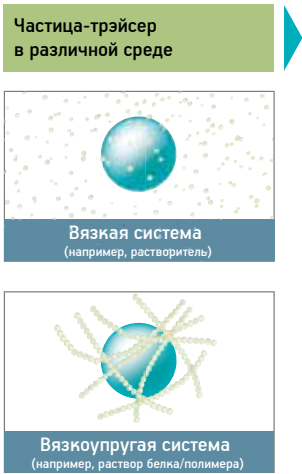 Частица-трэйсер
в различной среде
Вязкая система
(например, растворитель)
Вязкоупругая система
(например, раствор белка/полимера)